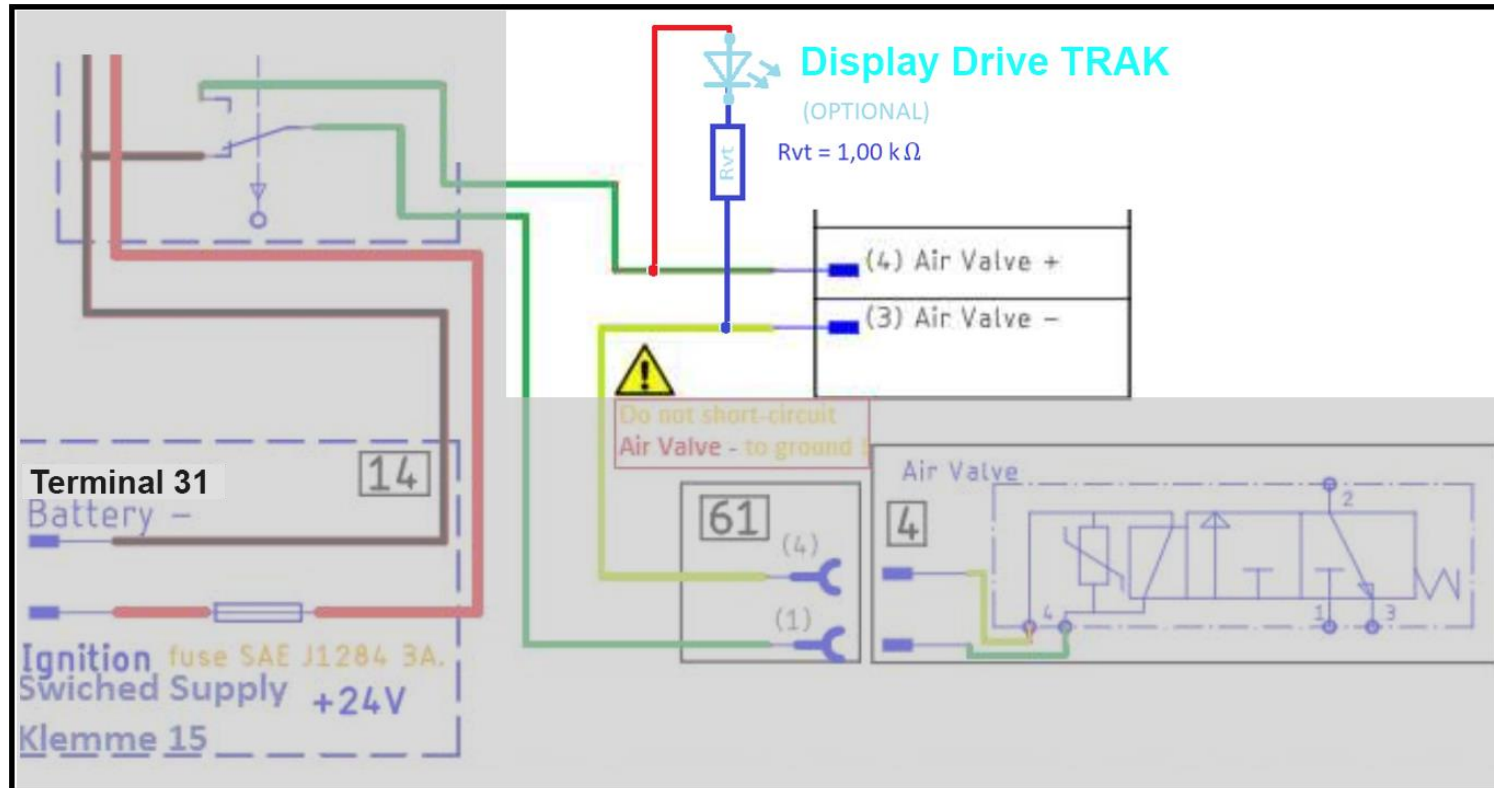 Display Drive TRAK
(OPTIONAL)
Rvt = 1,00 k Ω
Rvt
(4) Air Valve +
(3) Air Valve -
Do not short-circuit
Air Valve - to ground !
Terminal 31
14
Battery -
61
(4)
(1)
Air Valve
4
2
4
1
3
Ignition fuse SAE J1284 3A.
Swiched Supply +24V
Klemme 15